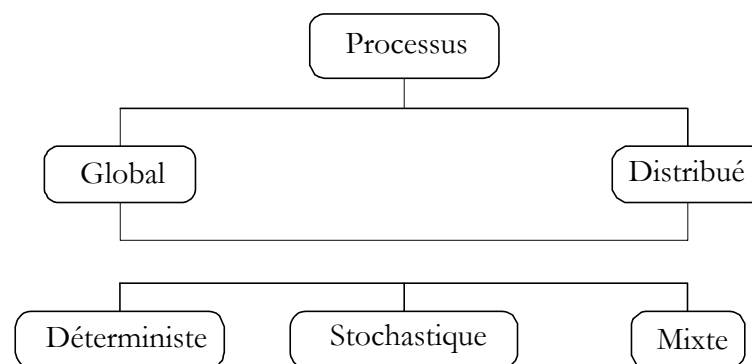 Processus
Global
Distribué
Déterministe
Stochastique
Mixte